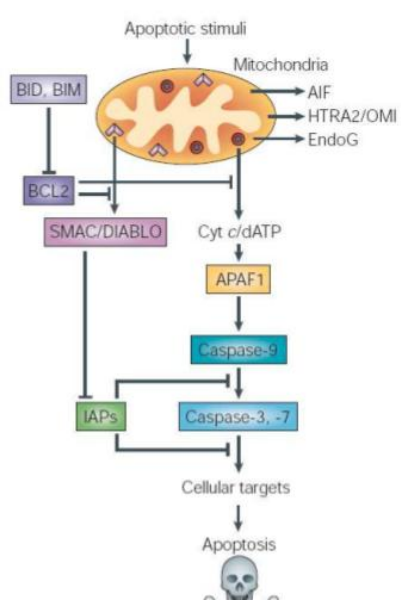 Apoptotic stimuli
Mitochondria
BID, BIM
AIF
HTRA2/OMI
EndoG
BCL2
SMAC/DIABLO
Cyt c/dATP
APAF1
Caspase-9
IAPs
Caspase-3, -7
Cellular targets
Apoptosis